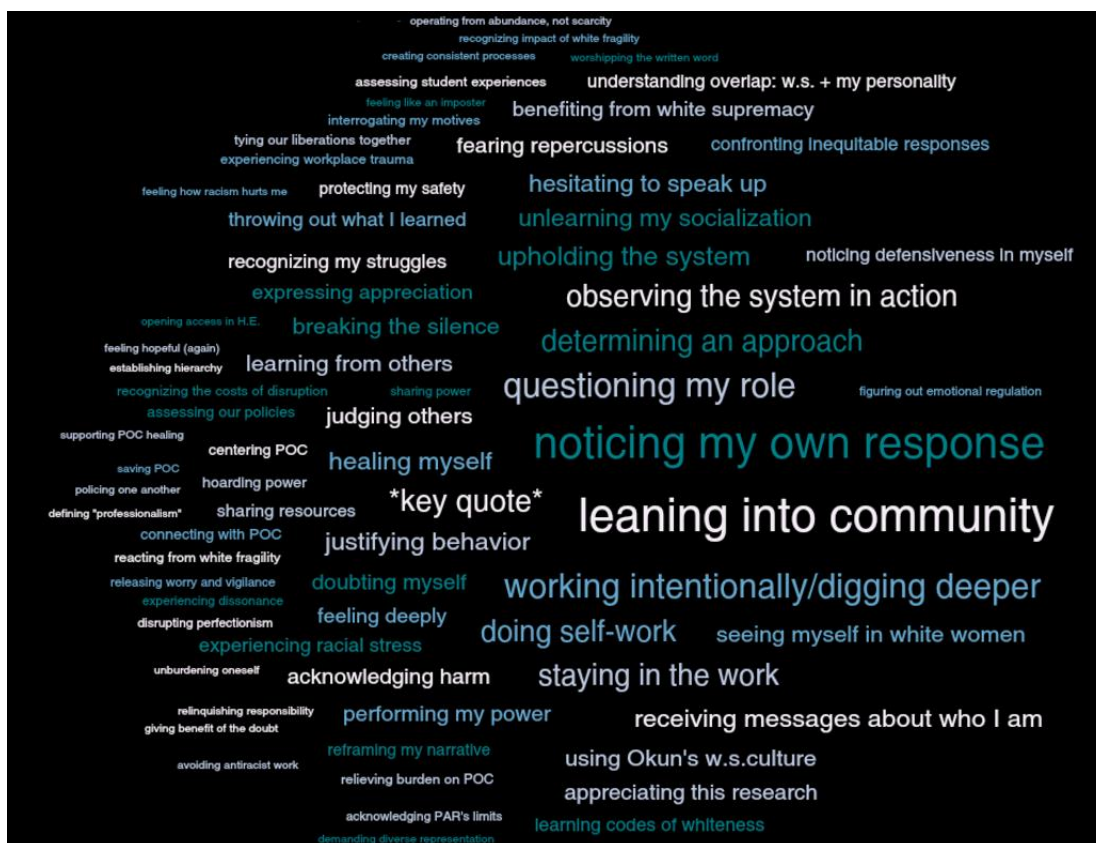 operating from abundance, not scarcity
recognizing impact of white fragility
creating consistent processes worshipping the written word
assessing student experiences understanding overlap: w.s. + my personality
feeling like an imposter benefiting from white supremacy
interrogating my motives
tying our liberations together fearing repercussions confronting inequitable responses
experiencing workplace trauma
feeling how racism hurts me protecting my safety hesitating to speak up
throwing out what I learned unlearning my socialization
recognizing my struggles upholding the system noticing defensiveness in myself
expressing appreciation observing the system in action
opening access in H.E. breaking the silence determining an approach
feeling hopeful (again)
establishing hierarchy learning from others
recognizing the costs of disruption sharing power questioning my role figuring out emotional regulation
assessing our policies judging others
supporting POC healing
centering POC noticing my own response
saving POC healing myself
policing one another hoarding power
*key quote*
defining "professionalism" sharing resources leaning into community
connecting with POC justifying behavior
reacting from white fragility
releasing worry and vigilance doubting myself working intentionally/digging deeper
experiencing dissonance
disrupting perfectionism feeling deeply
doing self-work seeing myself in white women
experiencing racial stress
unburdening oneself acknowledging harm staying in the work
relinquishing responsibility performing my power receiving messages about who I am
giving benefit of the doubt
reframing my narrative using Okun's w.s.culture
avoiding antiracist work
relieving burden on POC appreciating this research
acknowledging PAR's limits learning codes of whiteness
demanding diverse representation